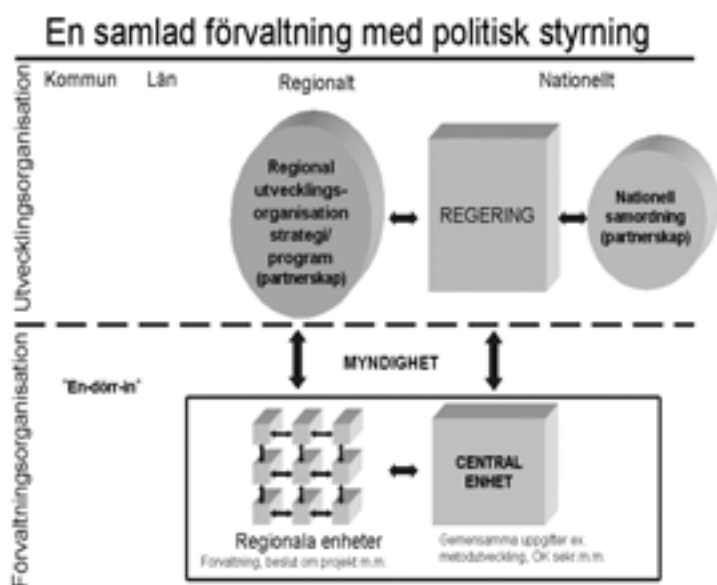 En samlad förvaltning med politisk styrning
Kommun Län Regionalt Nationellt
Utvecklingsorganisation
Regional
utvecklings-
organisation
strategi/
program
(partnerskap)
REGERING
Nationell
samordning
(partnerskap)
Förvaltningsorganisation
MYNDIGHET
"En-dörr-in"
CENTRAL
ENHET
Regionala enheter
Förvaltning, beslut om projekt m.m.
Gemensamma uppgifter ex.
metodutveckling, ÖK sekr m.m.